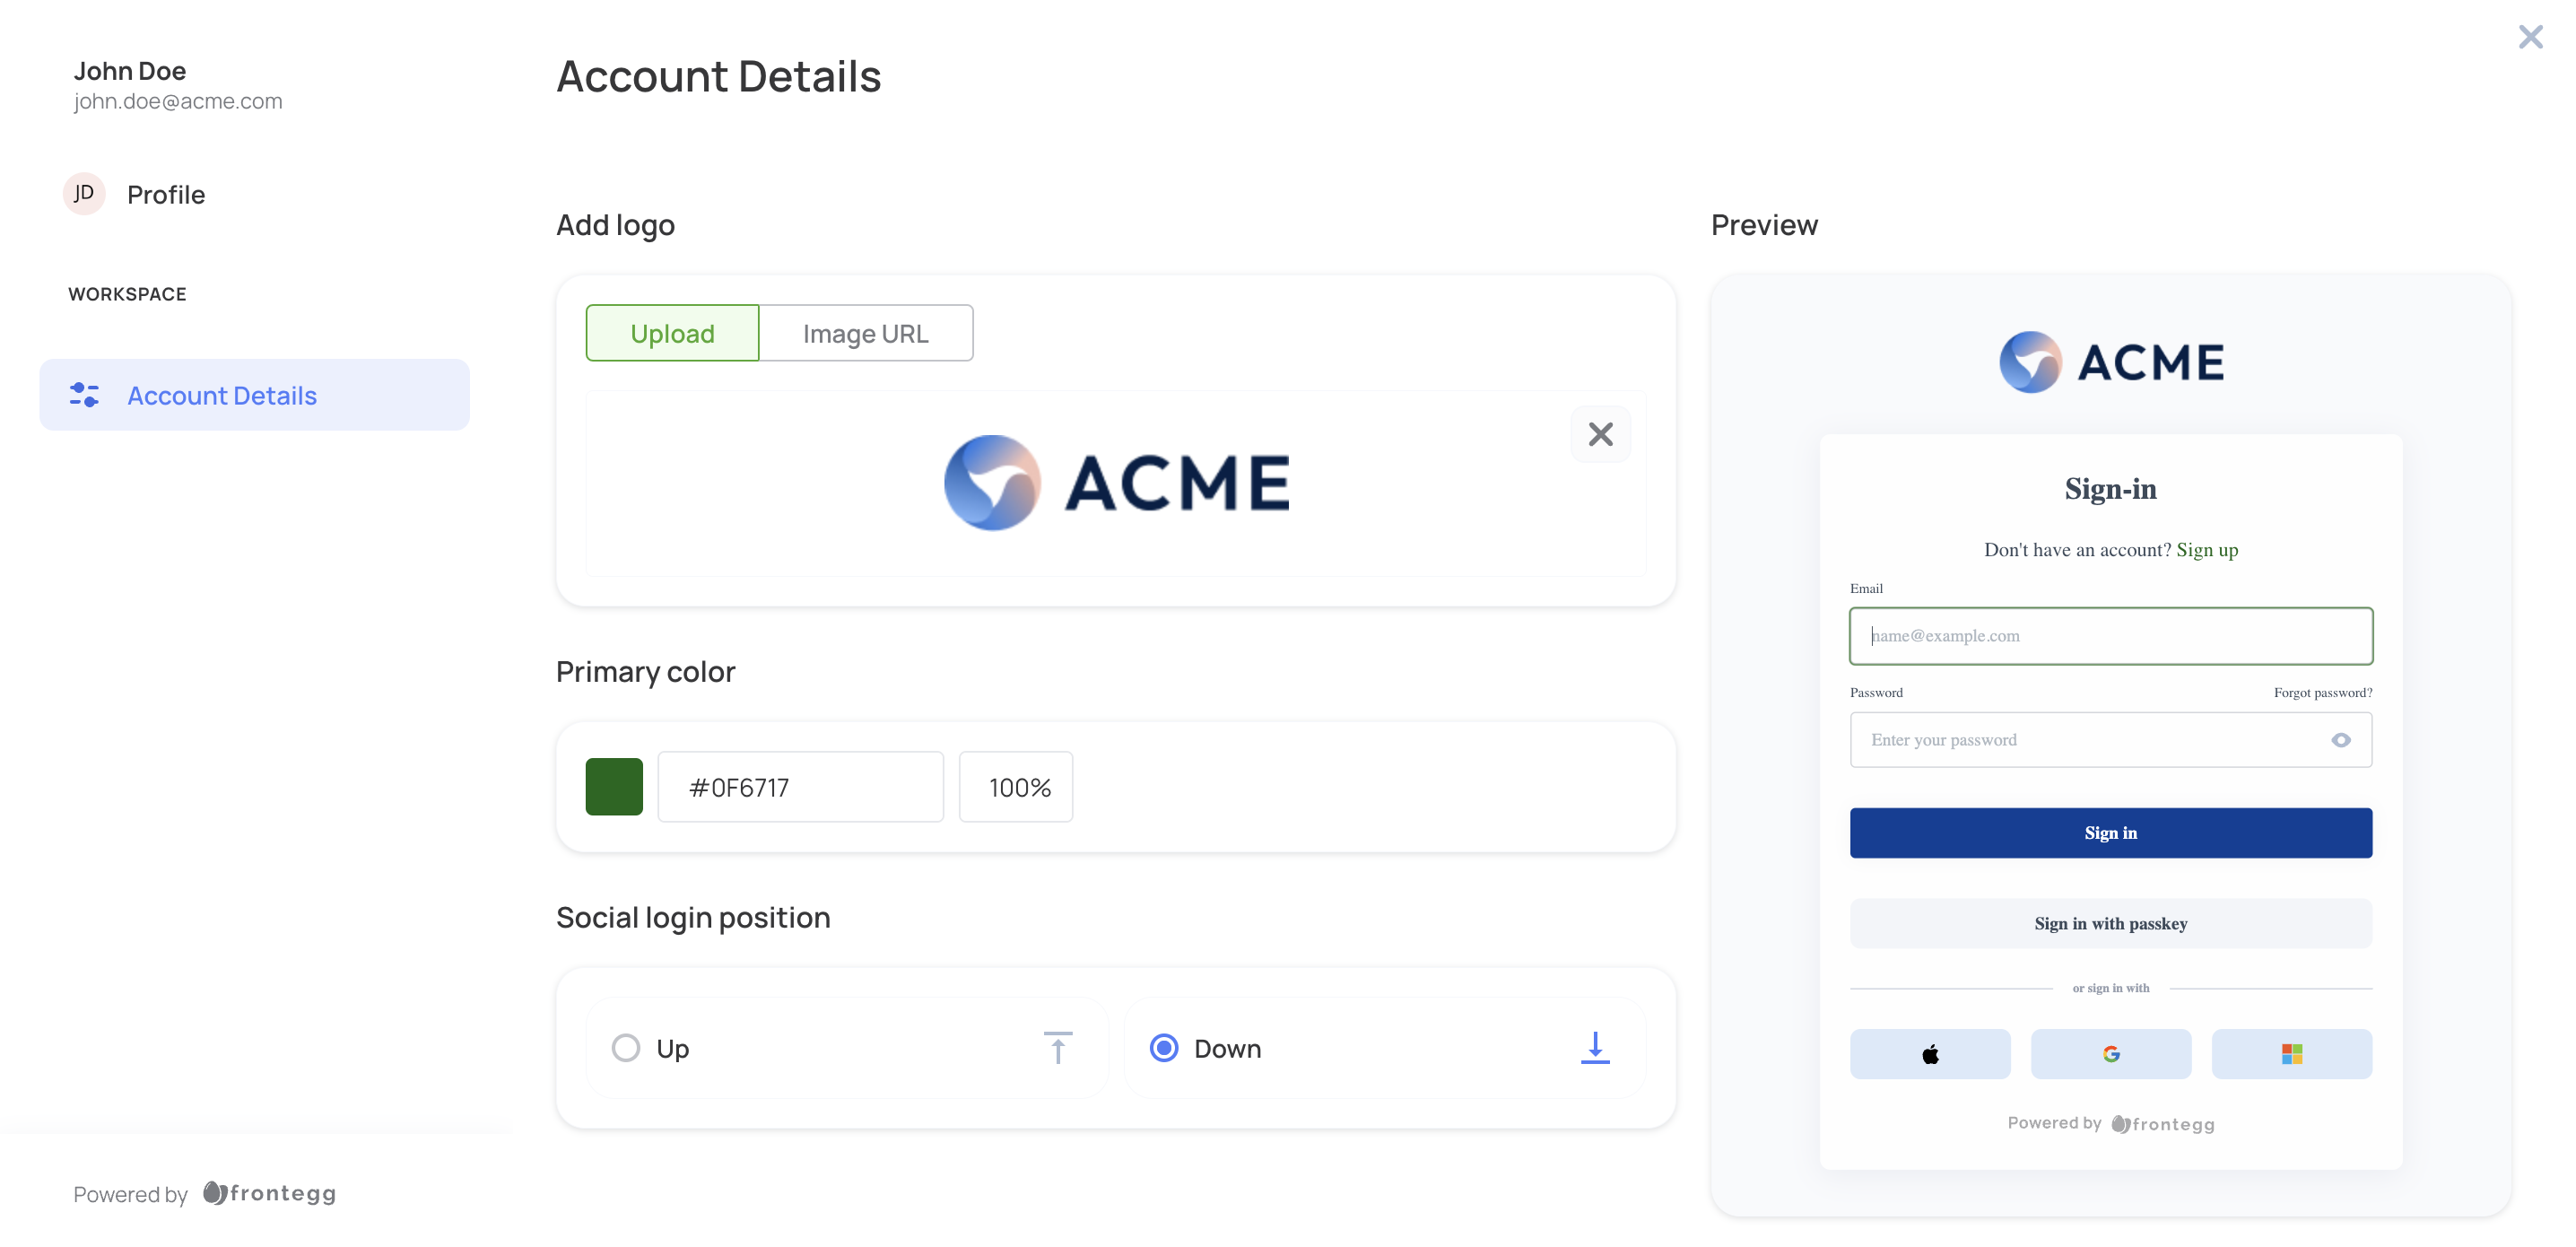 John Doe
john.doe@acme.com
JD
Profile
WORKSPACE
Account Details
Powered by frontegg
Account Details
Add logo
Upload
Image URL
ACME
Primary color
#0F6717
100%
Social login position
Up
Down
Preview
ACME
Sign-in
Don't have an account? Sign up
Email
name@example.com
Password
Forgot password?
Enter your password
Sign in
Sign in with passkey
or sign in with
Powered by frontegg